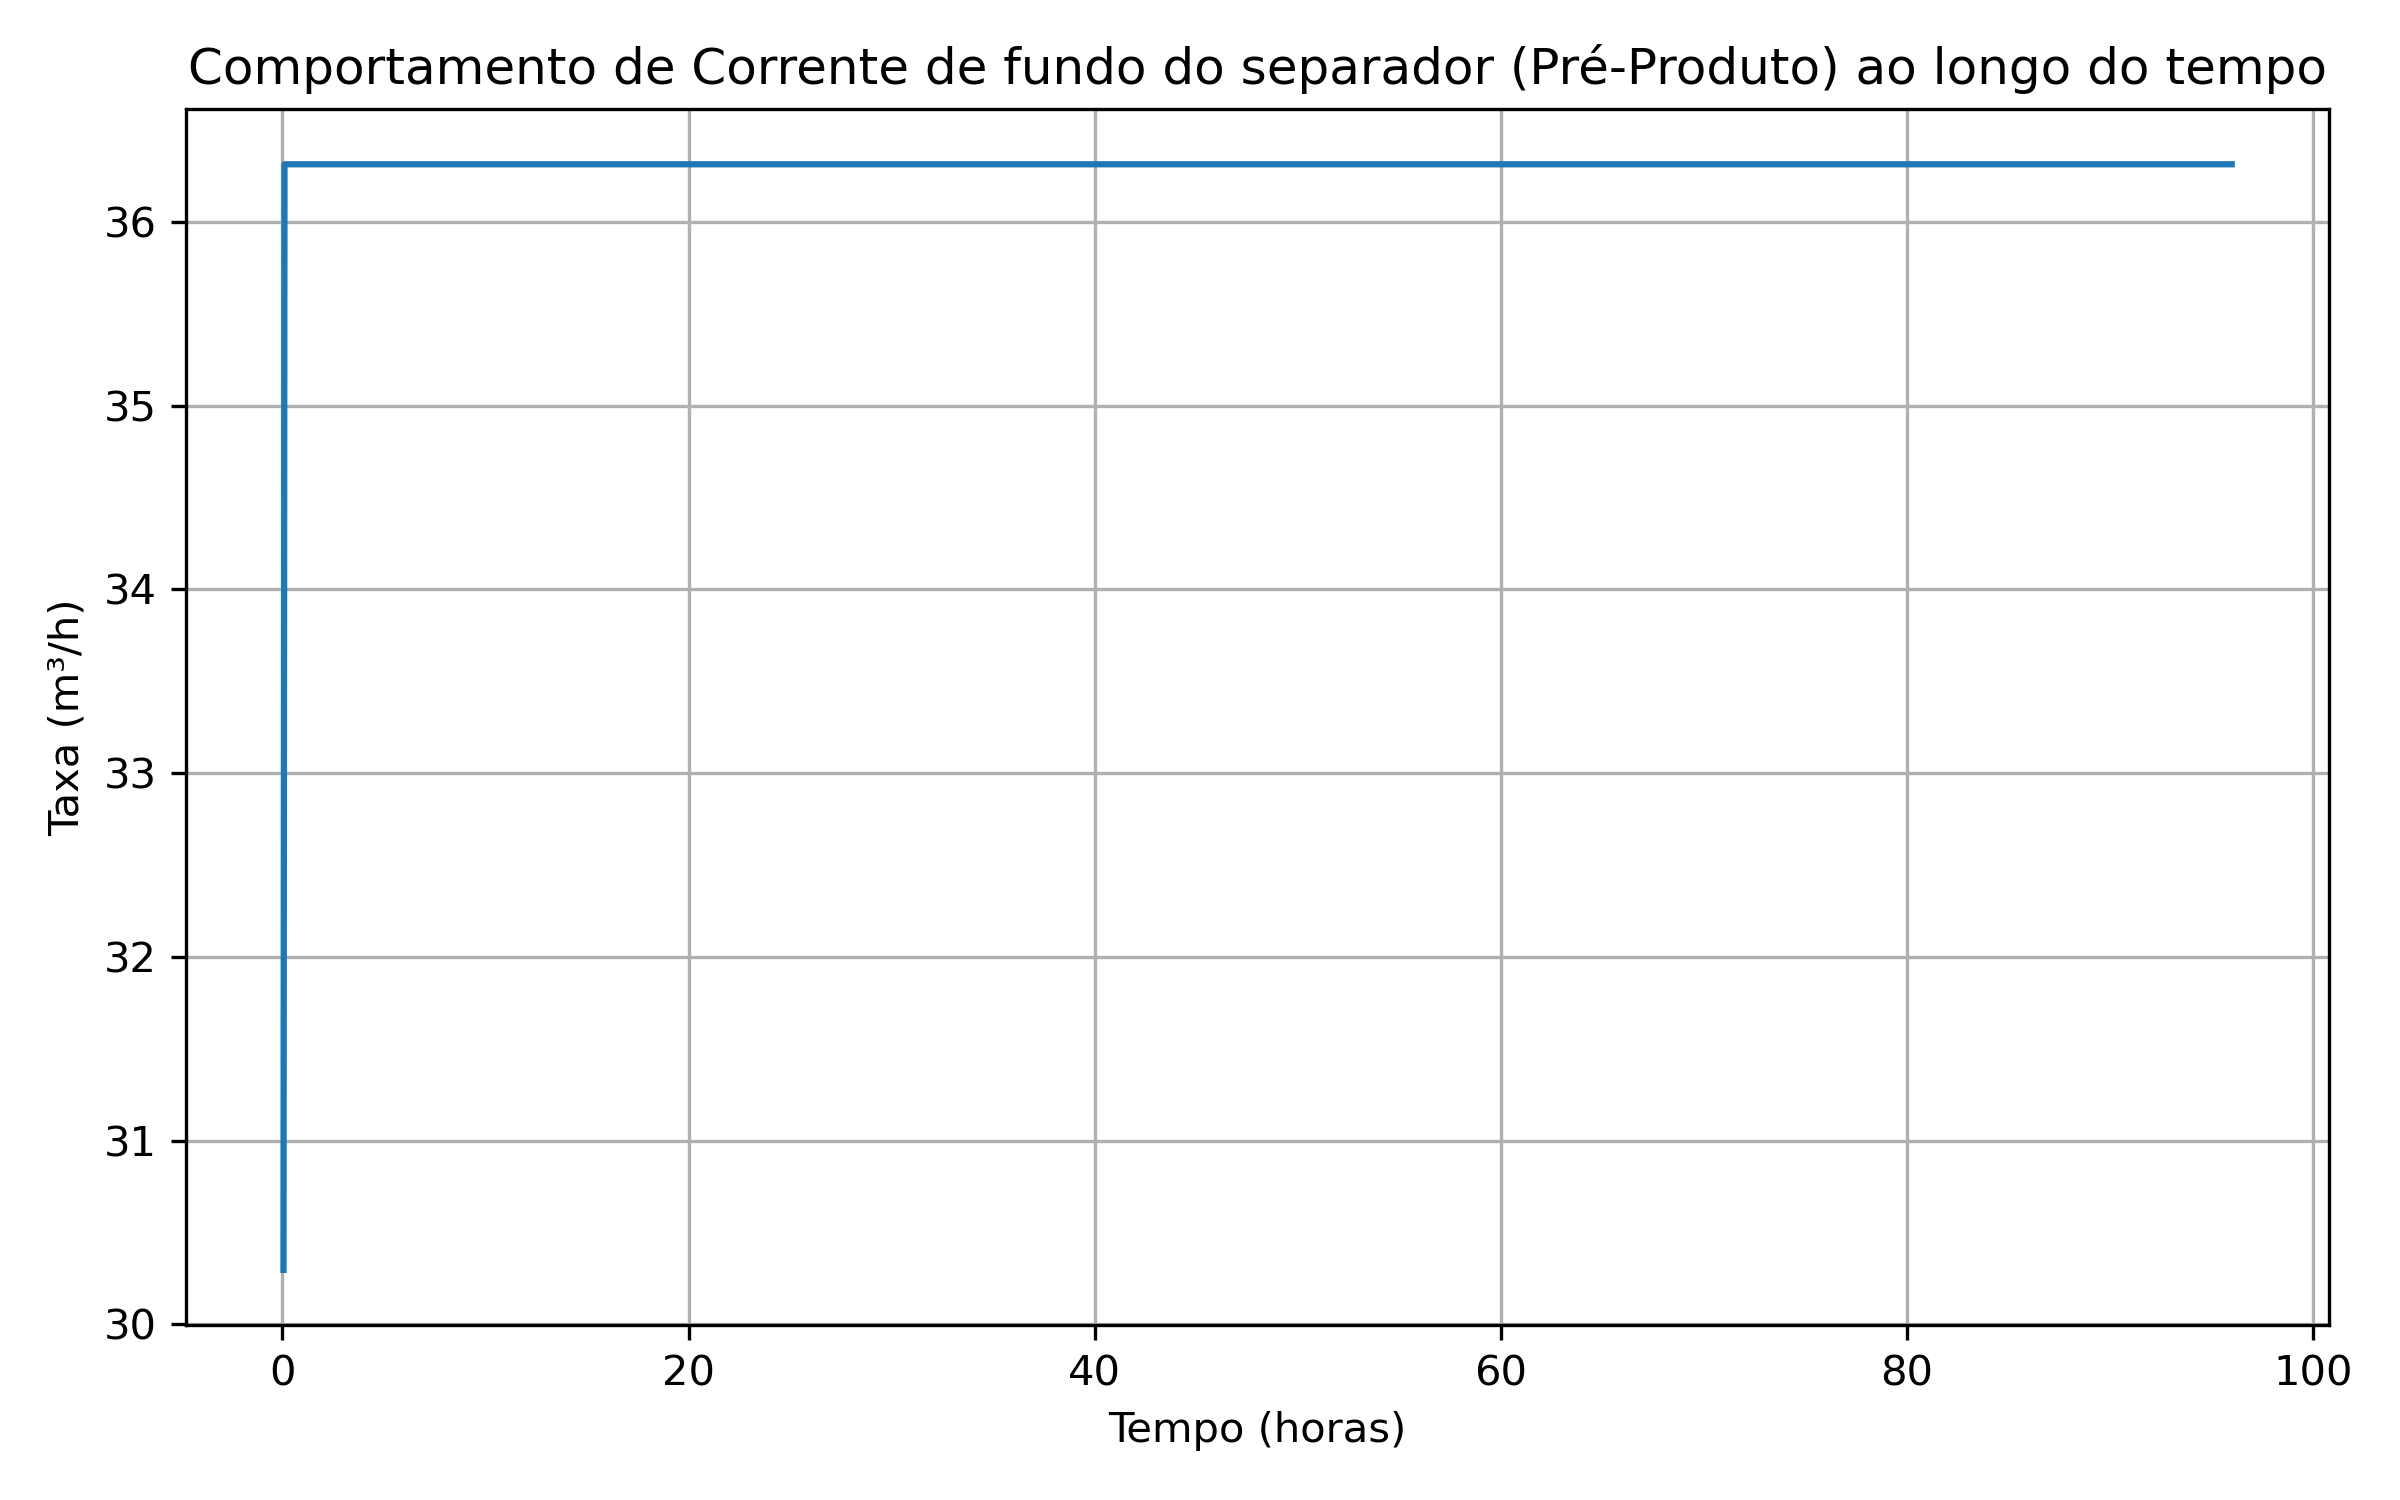 Comportamento de Corrente de fundo do separador (Pré-Produto) ao longo do tempo
36
35
34
33
32
31
30
Taxa (m³/h)
0 20 40 60 80 100
Tempo (horas)